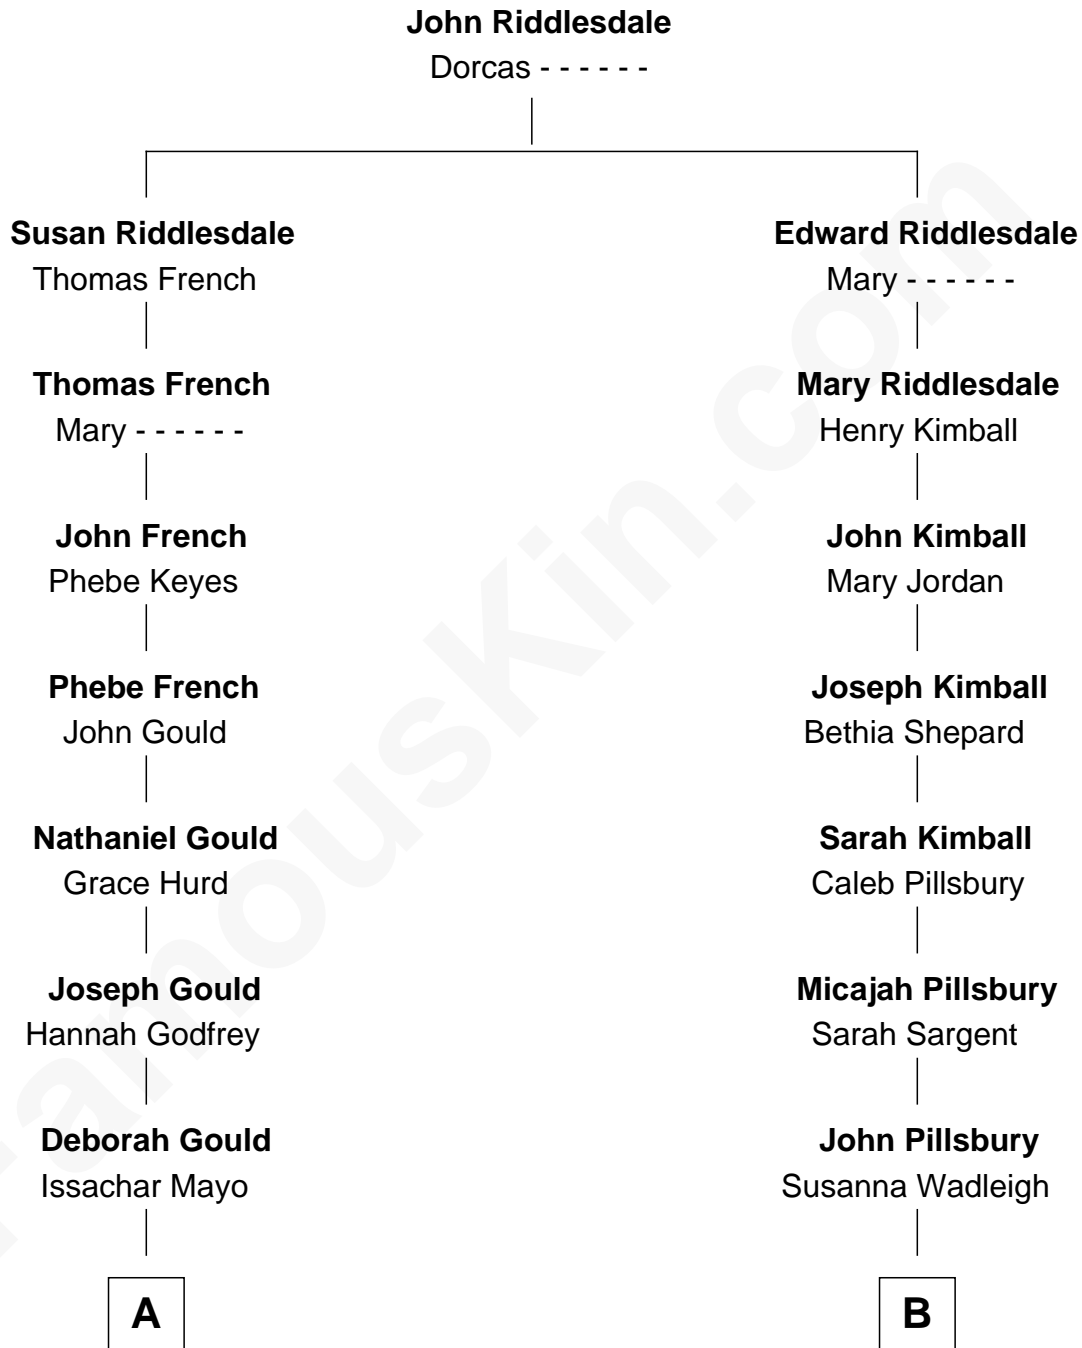 John Riddlesdale
Dorcas - - - - - -
Susan Riddlesdale
Thomas French
Edward Riddlesdale
Mary - - - - - -
Thomas French
Mary - - - - - -
Mary Riddlesdale
Henry Kimball
John French
Phebe Keyes
John Kimball
Mary Jordan
Phebe French
John Gould
Joseph Kimball
Bethia Shepard
Nathaniel Gould
Grace Hurd
Sarah Kimball
Caleb Pillsbury
Joseph Gould
Hannah Godfrey
Micajah Pillsbury
Sarah Sargent
Deborah Gould
Issachar Mayo
John Pillsbury
Susanna Wadleigh
A
B
FamousKin.com